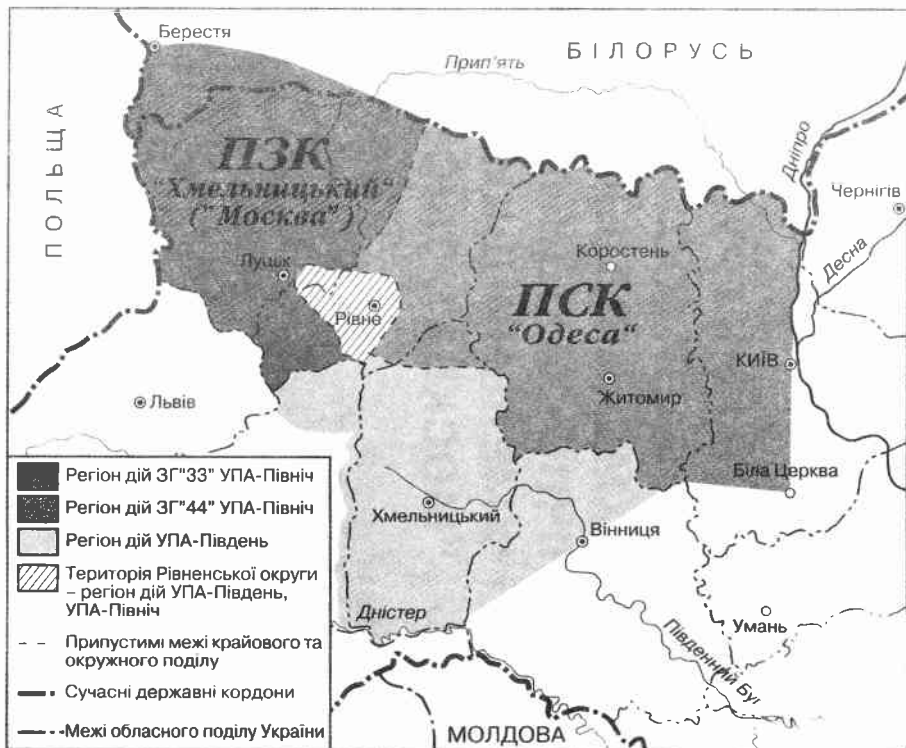 Берестя
БІЛОРУСЬ
Прип'ять
ПОЛЬЩА
ПЗК
"Хмельницький"
("Москва")
Дніпро
Чернігів
Десна
Луцьк
Рівне
Коростень
ПСК
"Одеса"
КИЇВ
Житомир
Львів
Біла Церква
Хмельницький
Вінниця
Дністер
Умань
Південний Буг
МОЛДОВА
Регіон дій ЗГ"33" УПА-Північ
Регіон дій ЗГ"44" УПА-Північ
Регіон дій УПА-Південь
Територія Рівненської округи
– регіон дій УПА-Південь,
УПА-Північ
Припустимі межі крайового та
окружного поділу
Сучасні державні кордони
Межі обласного поділу України